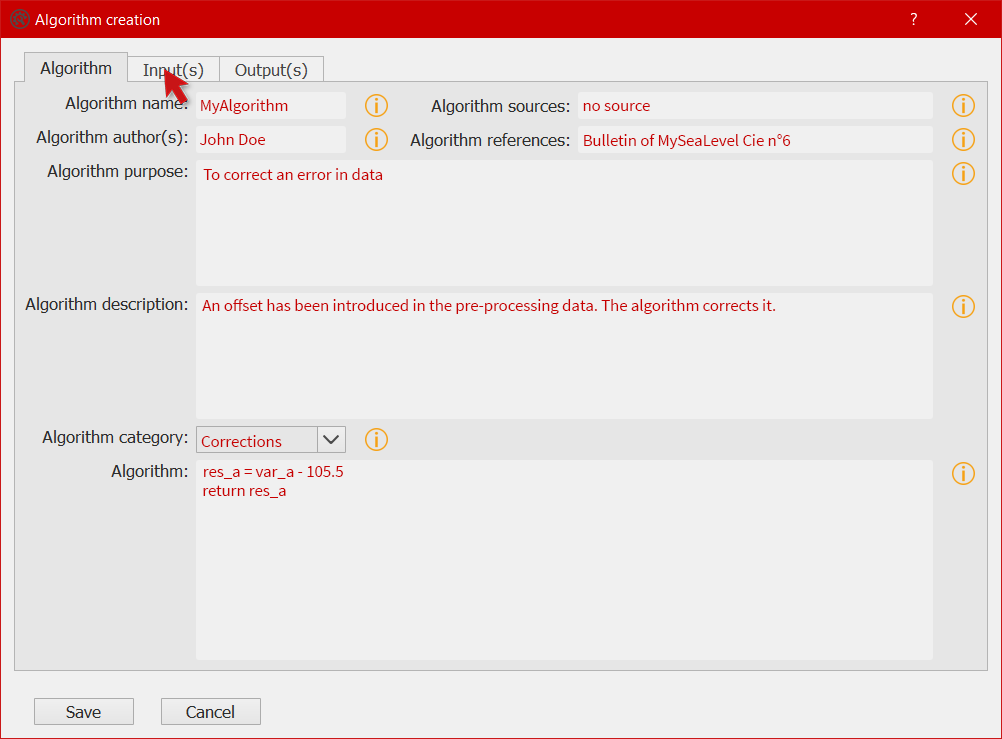 Algorithm creation ?
Algorithm Input(s) Output(s)
Algorithm name: MyAlgorithm Algorithm sources: no source
Algorithm author(s): John Doe Algorithm references: Bulletin of MySeaLevel Cie n°6
Algorithm purpose: To correct an error in data
Algorithm description: An offset has been introduced in the pre-processing data. The algorithm corrects it.
Algorithm category: Corrections
Algorithm: res_a = var_a - 105.5
return res_a
Save Cancel